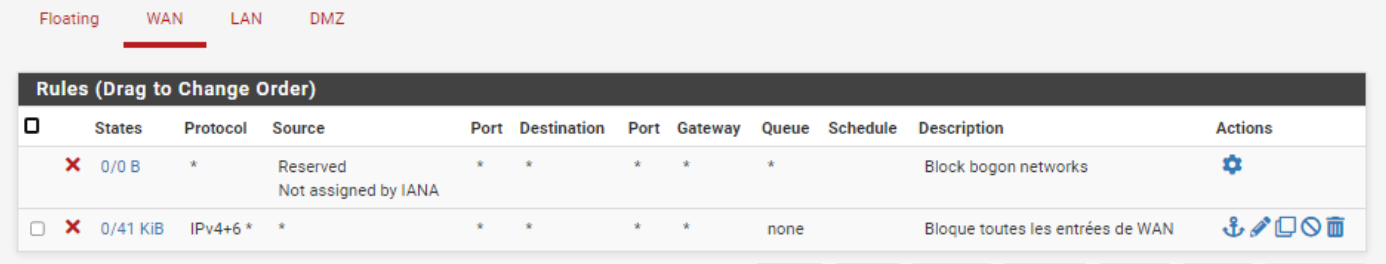 Floating WAN LAN DMZ
Rules (Drag to Change Order)
States Protocol Source Port Destination Port Gateway Queue Schedule Description Actions
0/0 B * Reserved * * * * * Block bogon networks
Not assigned by IANA
0/41 KiB IPv4+6 * * * * * * none Bloque toutes les entrées de WAN